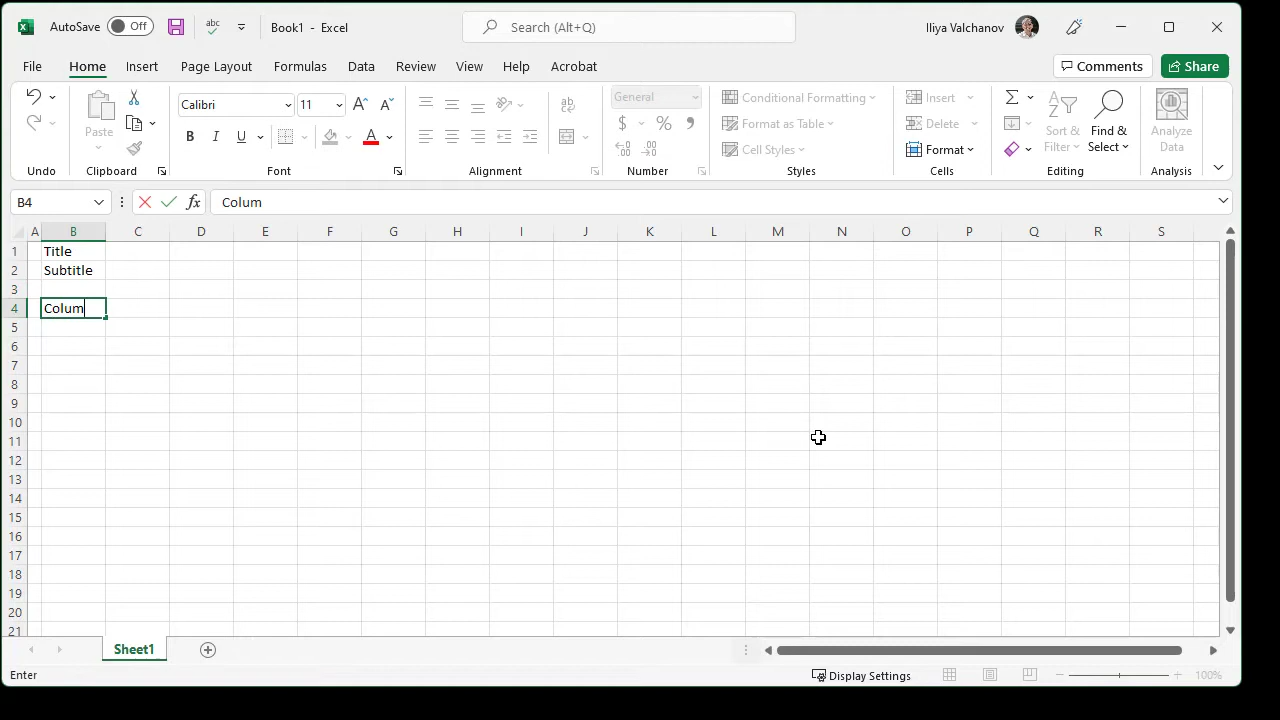 AutoSave Off abc Book1 - Excel Search (Alt+Q) Iliya Valchanov
File Home Insert Page Layout Formulas Data Review View Help Acrobat Comments Share
Calibri 11 A A ab General Conditional Formatting Insert Σ A Z
Paste B I U A $ % Format as Table Delete Sort & Filter Find & Select Analyze Data
Cell Styles Format
Undo Clipboard Font Alignment Number Styles Cells Editing Analysis
B4 fx Colum
A B C D E F G H I J K L M N O P Q R S
1 Title
2 Subtitle
3
4 Colum
5
6
7
8
9
10
11
12
13
14
15
16
17
18
19
20
21
Sheet1
Enter Display Settings 100%